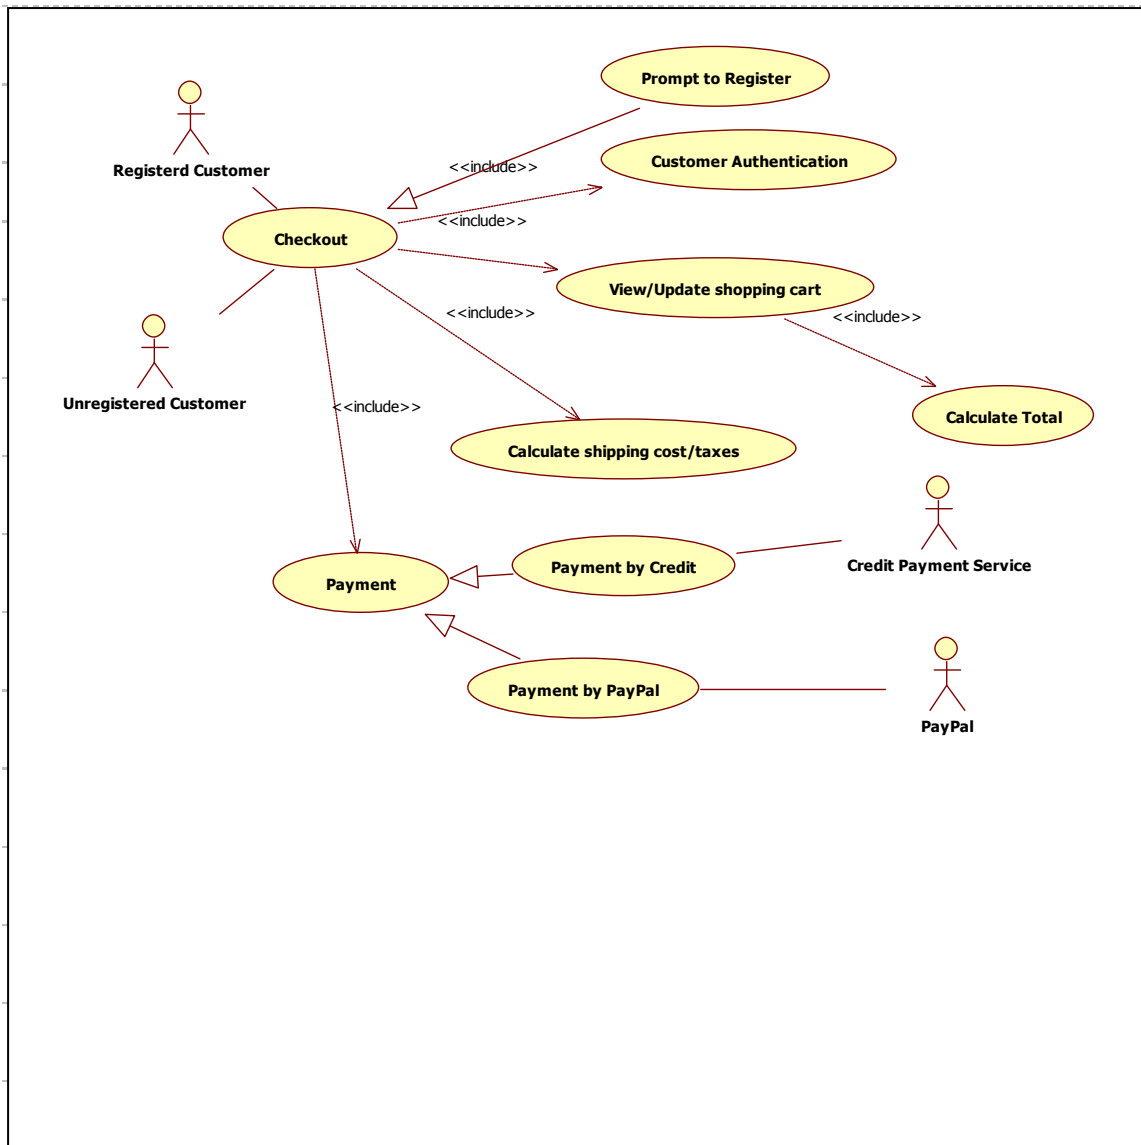 Prompt to Register
Registerd Customer
<<include>>
Customer Authentication
<<include>>
Checkout
View/Update shopping cart
<<include>>
<<include>>
Unregistered Customer
<<include>>
Calculate Total
Calculate shipping cost/taxes
Payment by Credit
Credit Payment Service
Payment
Payment by PayPal
PayPal